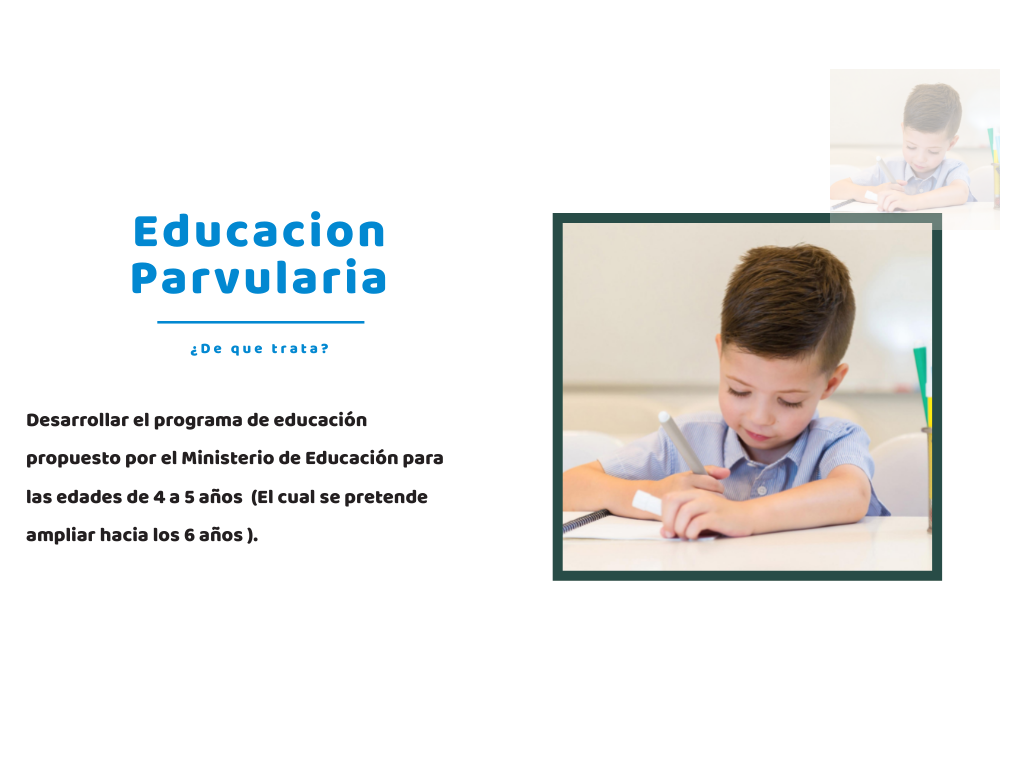 Educacion
Parvularia
¿De que trata?
Desarrollar el programa de educación
propuesto por el Ministerio de Educación para
las edades de 4 a 5 años  (El cual se pretende
ampliar hacia los 6 años ).